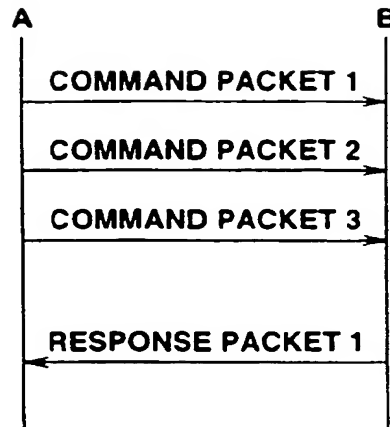 A B
COMMAND PACKET 1
COMMAND PACKET 2
COMMAND PACKET 3
RESPONSE PACKET 1